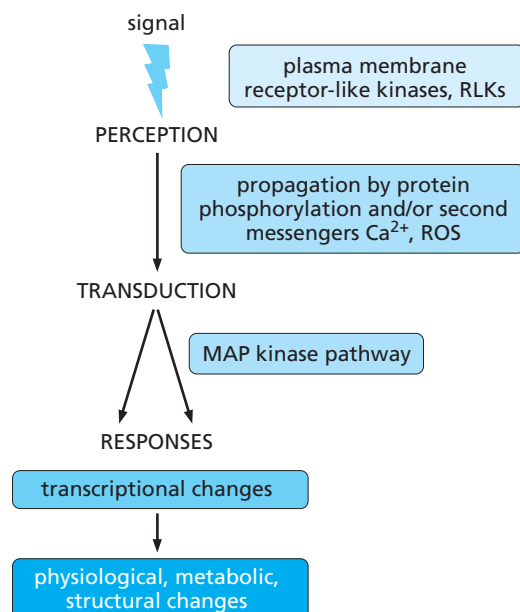 signal
plasma membrane
receptor-like kinases, RLKs
PERCEPTION
propagation by protein
phosphorylation and/or second
messengers Ca²⁺, ROS
TRANSDUCTION
MAP kinase pathway
RESPONSES
transcriptional changes
physiological, metabolic,
structural changes